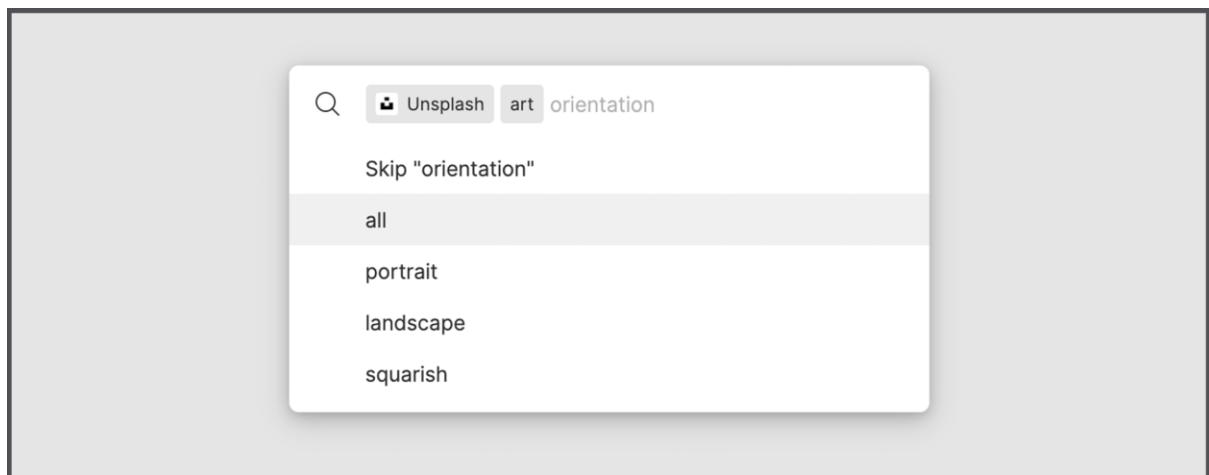 Unsplash art orientation
Skip "orientation"
all
portrait
landscape
squarish